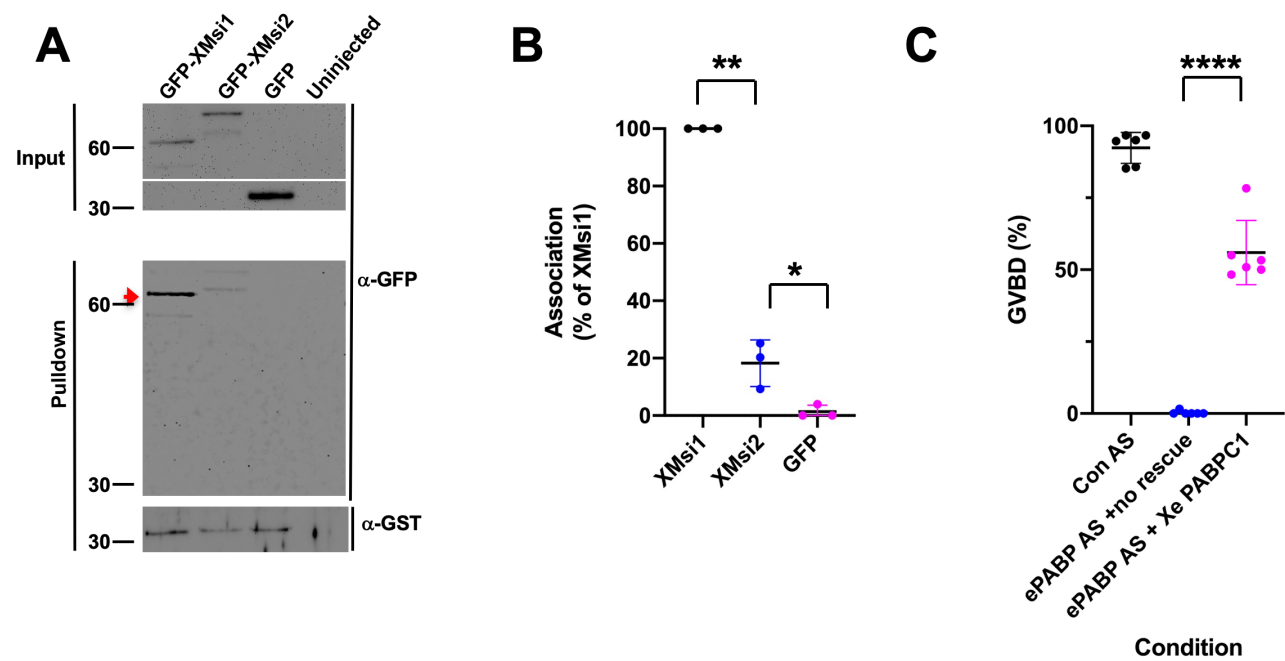 A
GFP-XMsi1
GFP-XMsi2
GFP
Uninjected
Input
60
30
Pulldown
60
30
30
α-GFP
α-GST
B
**
*
Association
(% of XMsi1)
100
80
60
40
20
0
XMsi1
XMsi2
GFP
C
****
GVBD (%)
100
50
0
Con AS
ePABP AS +no rescue
ePABP AS + Xe PABPC1
Condition